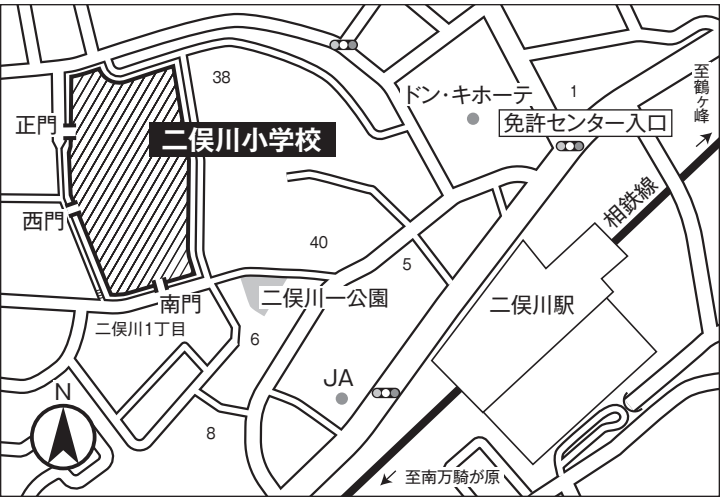 38
ドン・キホーテ
1
至鶴ヶ峰
正門
二俣川小学校
免許センター入口
相鉄線
西門
40
5
二俣川一公園
二俣川駅
南門
二俣川1丁目
6
JA
N
8
至南万騎が原
1